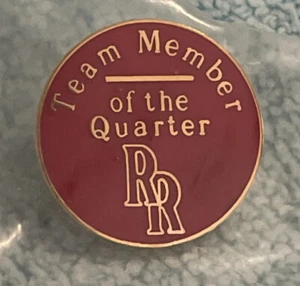 Team Member
of the
Quarter
RR